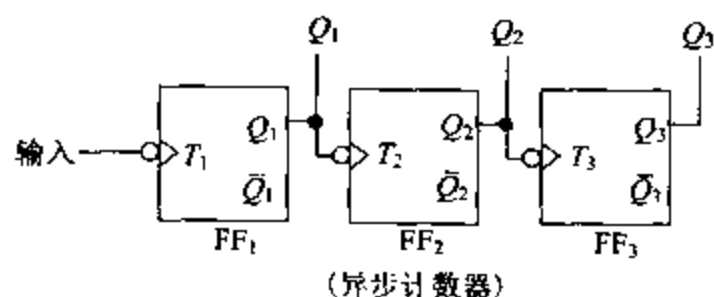 Q₁ Q₂ Q₃
输入 T₁ Q₁ T₂ Q₂ T₃ Q₃
Q̄₁ Q̄₂ Q̄₃
FF₁ FF₂ FF₃
(异步计数器)